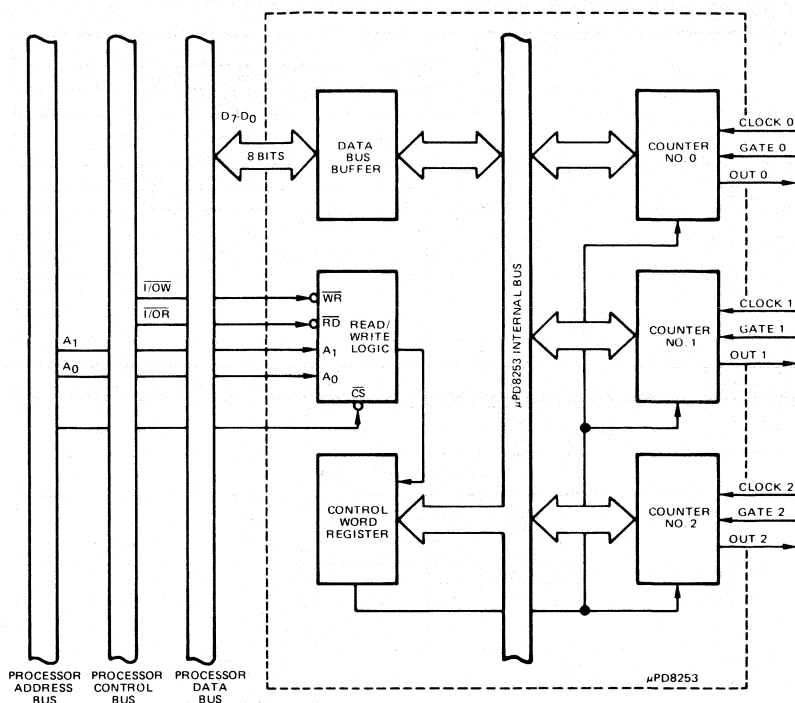 D7-D0
8 BITS
DATA
BUS
BUFFER
COUNTER
NO. 0
CLOCK 0
GATE 0
OUT 0
I/OW
I/OR
A1
A0
WR
RD
A1
A0
CS
READ/
WRITE
LOGIC
μPD8253 INTERNAL BUS
COUNTER
NO. 1
CLOCK 1
GATE 1
OUT 1
CONTROL
WORD
REGISTER
COUNTER
NO. 2
CLOCK 2
GATE 2
OUT 2
PROCESSOR
ADDRESS
BUS
PROCESSOR
CONTROL
BUS
PROCESSOR
DATA
BUS
μPD8253